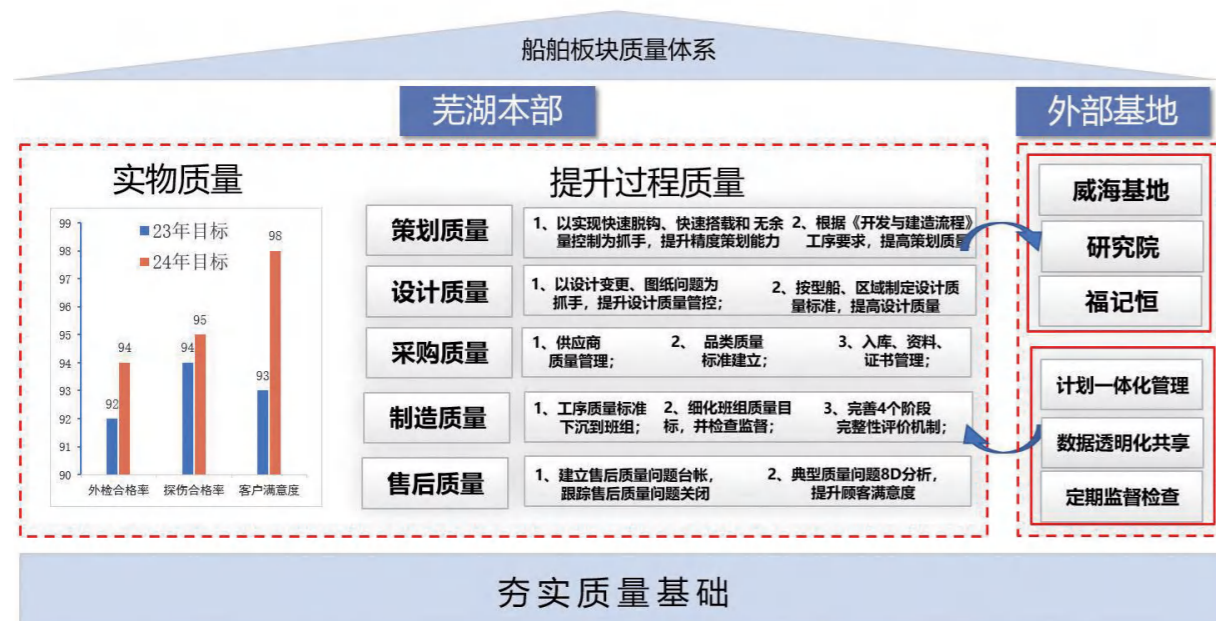 船舶板块质量体系
芜湖本部
外部基地
实物质量
99
98
97
96
95
94
93
92
91
90
23年目标
24年目标
92
94
94
95
93
98
外检合格率
探伤合格率
客户满意度
提升过程质量
策划质量
1、以实现快速脱钩、快速搭载和 无余
量控制为抓手，提升精度策划能力
2、根据《开发与建造流程》
工序要求，提高策划质量
设计质量
1、以设计变更、图纸问题为
抓手，提升设计质量管控；
2、按型船、区域制定设计质
量标准，提高设计质量
采购质量
1、供应商
质量管理；
2、 品类质量
标准建立；
3、入库、资料、
证书管理；
制造质量
1、工序质量标准
下沉到班组；
2、细化班组质量目
标，并检查监督；
3、完善4个阶段
完整性评价机制；
售后质量
1、建立售后质量问题台帐，
跟踪售后质量问题关闭
2、典型质量问题8D分析，
提升顾客满意度
威海基地
研究院
福记恒
计划一体化管理
数据透明化共享
定期监督检查
夯实质量基础